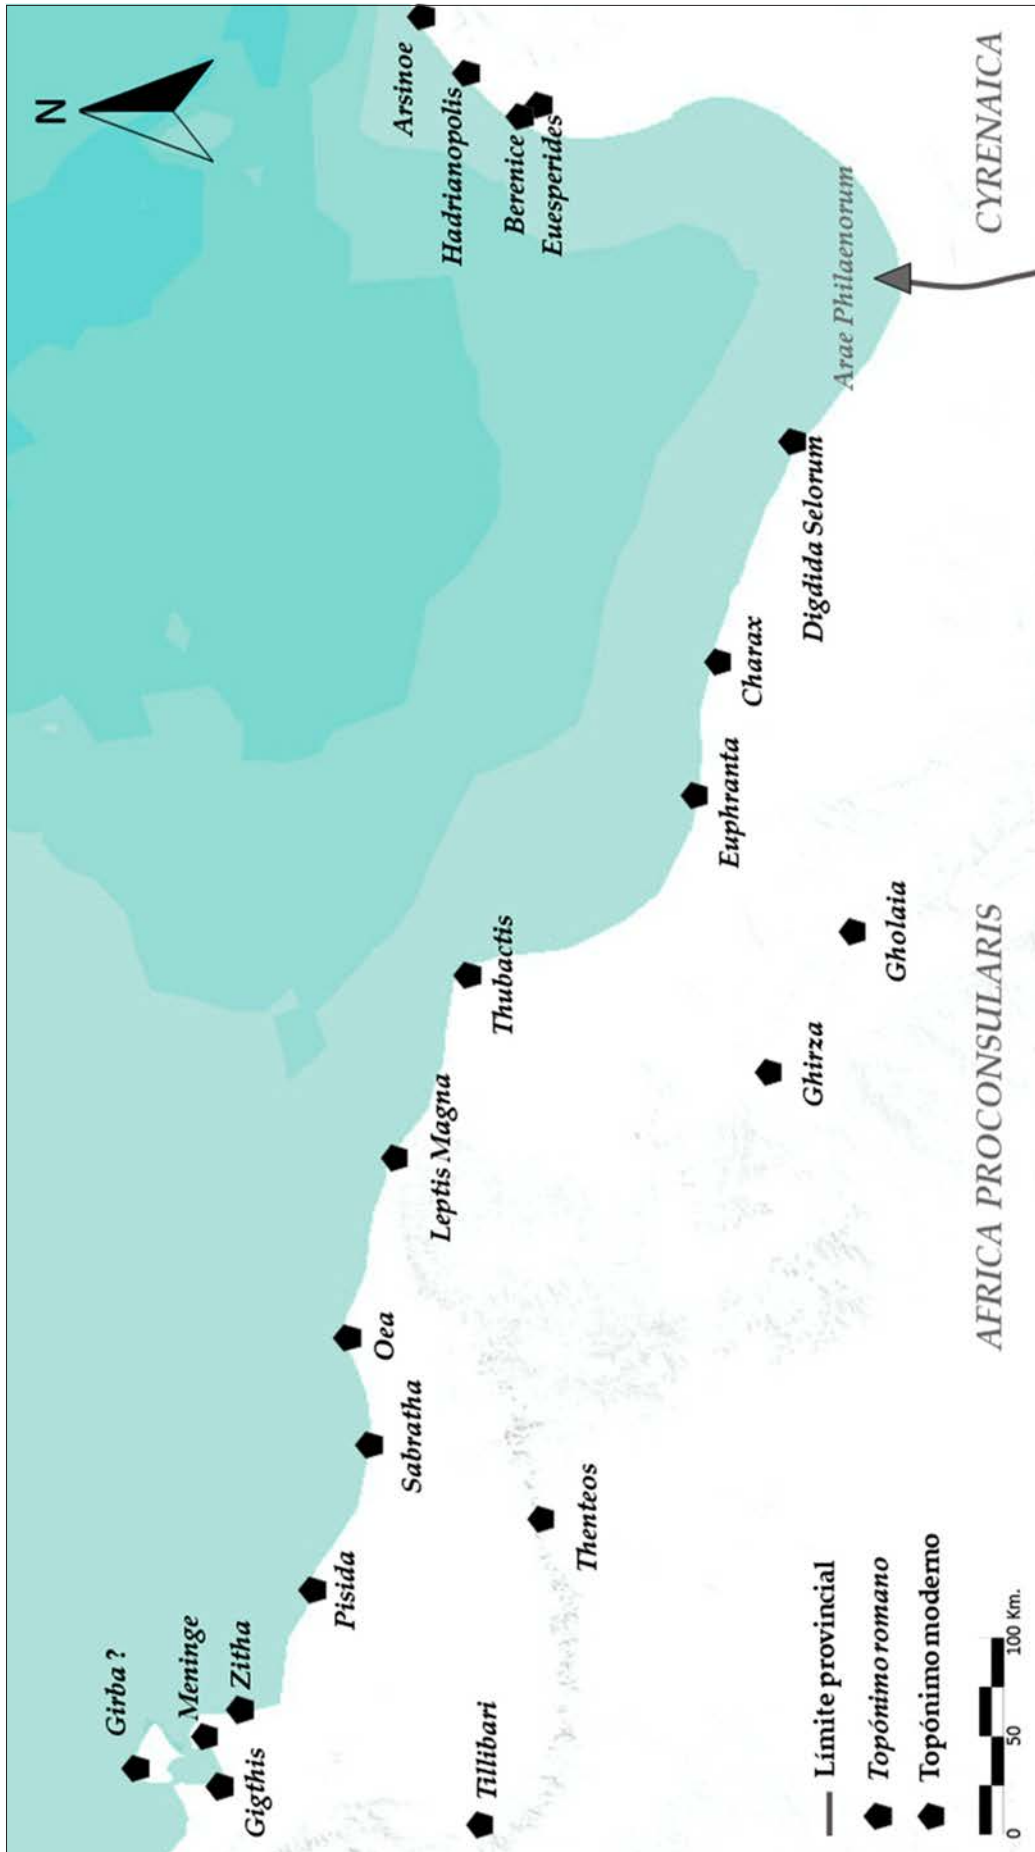 N
Arsinoe
Hadrianopolis
Berenice
Euesperides
CYRENAICA
Arae Philaenorum
Digdida Selorum
Charax
Euphranta
Gholaia
Ghirza
AFRICA PROCONSULARIS
Thubactis
Leptis Magna
Oea
Sabratha
Thenteos
Pisida
Zitha
Meninge
Girba ?
Gigthis
Tillibari
Límite provincial
Topónimo romano
Topónimo moderno
0 50 100 Km.